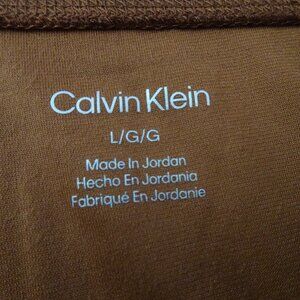 Calvin Klein
L/G/G
Made In Jordan
Hecho En Jordania
Fabriqué En Jordanie